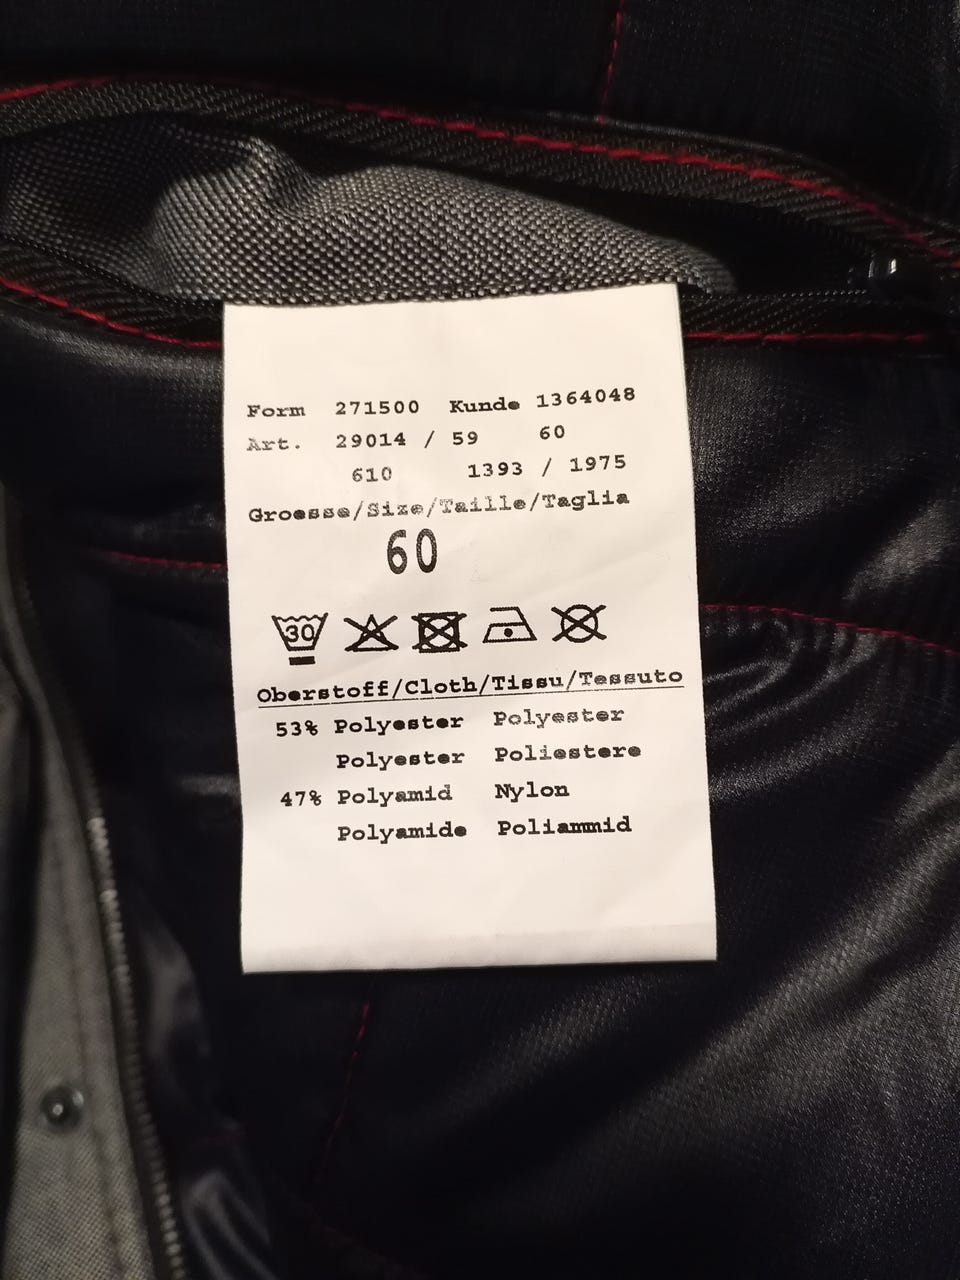 Form 271500 Kunde 1364048
Art. 29014 / 59 60
610 1393 / 1975
Groesse/Size/Taille/Taglia
60
30
Oberstoff/Cloth/Tissu/Tessuto
53% Polyester Polyester
Polyester Poliestere
47% Polyamid Nylon
Polyamide Poliammid